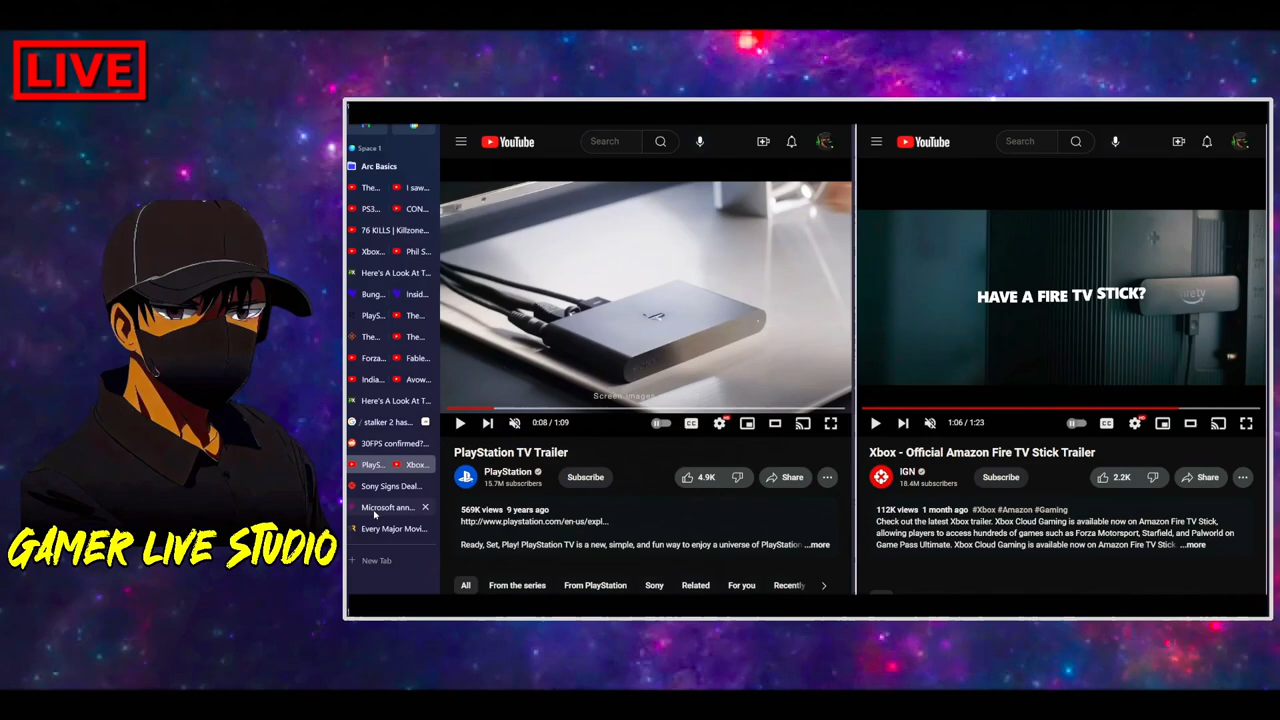 LIVE
GAMER LIVE STUDIO
Space 1
Arc Basics
The...
I saw...
PS3...
CON...
76 KILLS | Killzone...
Xbox...
Phil S...
Here's A Look At T...
Bung...
Insid...
PlayS...
The...
The...
The...
Forza...
Fable...
India...
Avow...
Here's A Look At T...
/ stalker 2 has...
30FPS confirmed?...
PlayS...
Xbox...
Sony Signs Deal...
Microsoft ann...
Every Major Movi...
New Tab
YouTube
Search
Screen images
0:08 / 1:09
CC
HD
PlayStation TV Trailer
PlayStation
15.7M subscribers
Subscribe
4.9K
Share
569K views 9 years ago
http://www.playstation.com/en-us/expl...
Ready, Set, Play! PlayStation TV is a new, simple, and fun way to enjoy a universe of PlayStation ...more
All
From the series
From PlayStation
Sony
Related
For you
Recently
YouTube
Search
HAVE A FIRE TV STICK?
firetv
1:06 / 1:23
CC
HD
Xbox - Official Amazon Fire TV Stick Trailer
IGN
18.4M subscribers
Subscribe
2.2K
Share
112K views 1 month ago #Xbox #Amazon #Gaming
Check out the latest Xbox trailer. Xbox Cloud Gaming is available now on Amazon Fire TV Stick,
allowing players to access hundreds of games such as Forza Motorsport, Starfield, and Palworld on
Game Pass Ultimate. Xbox Cloud Gaming is available now on Amazon Fire TV Stick ...more